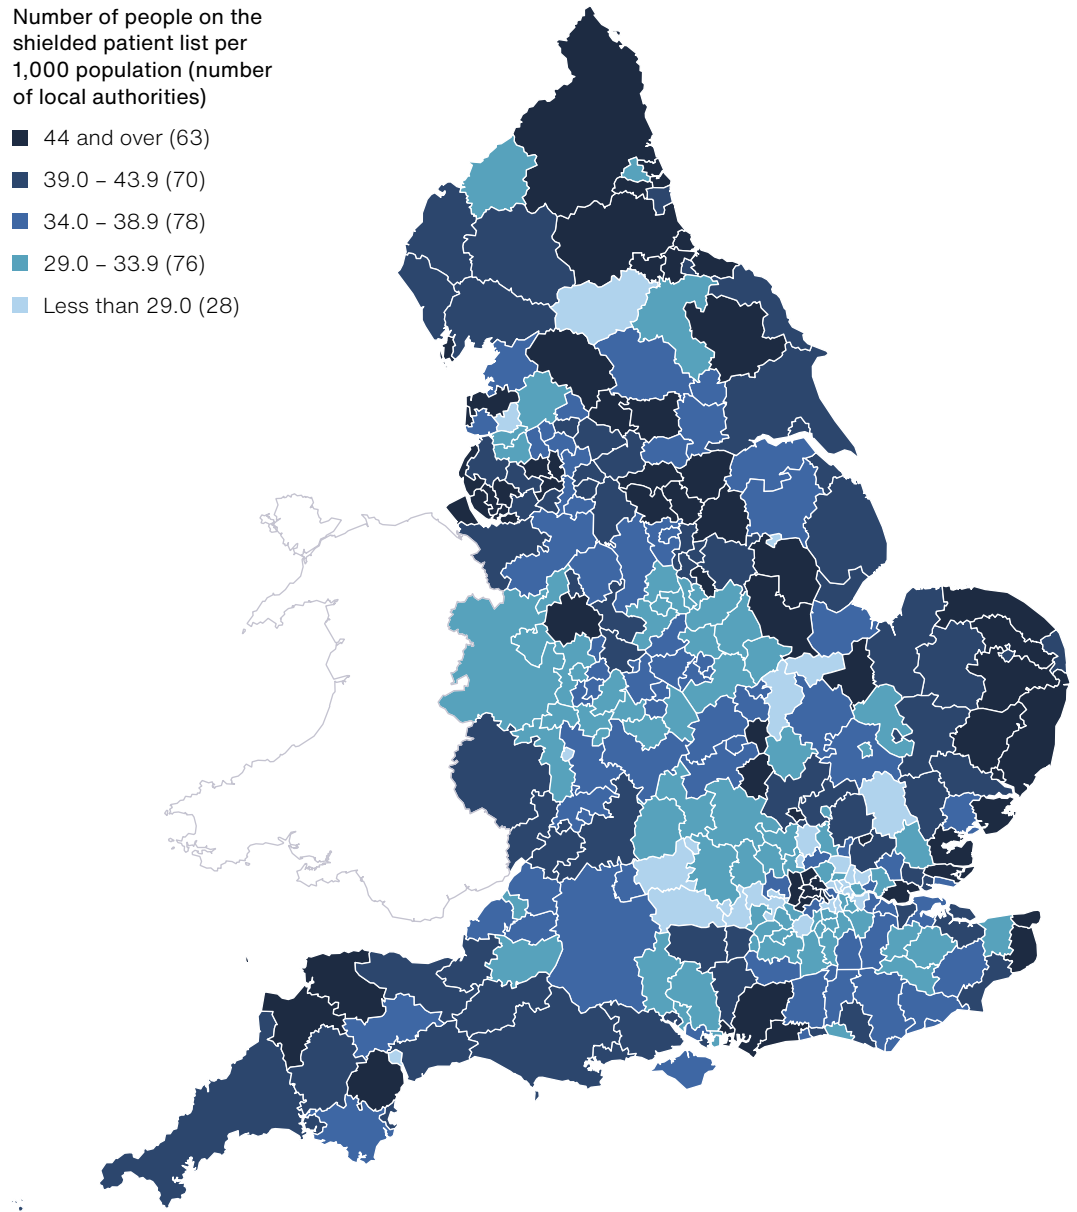 Number of people on the
shielded patient list per
1,000 population (number
of local authorities)
44 and over (63)
39.0 – 43.9 (70)
34.0 – 38.9 (78)
29.0 – 33.9 (76)
Less than 29.0 (28)